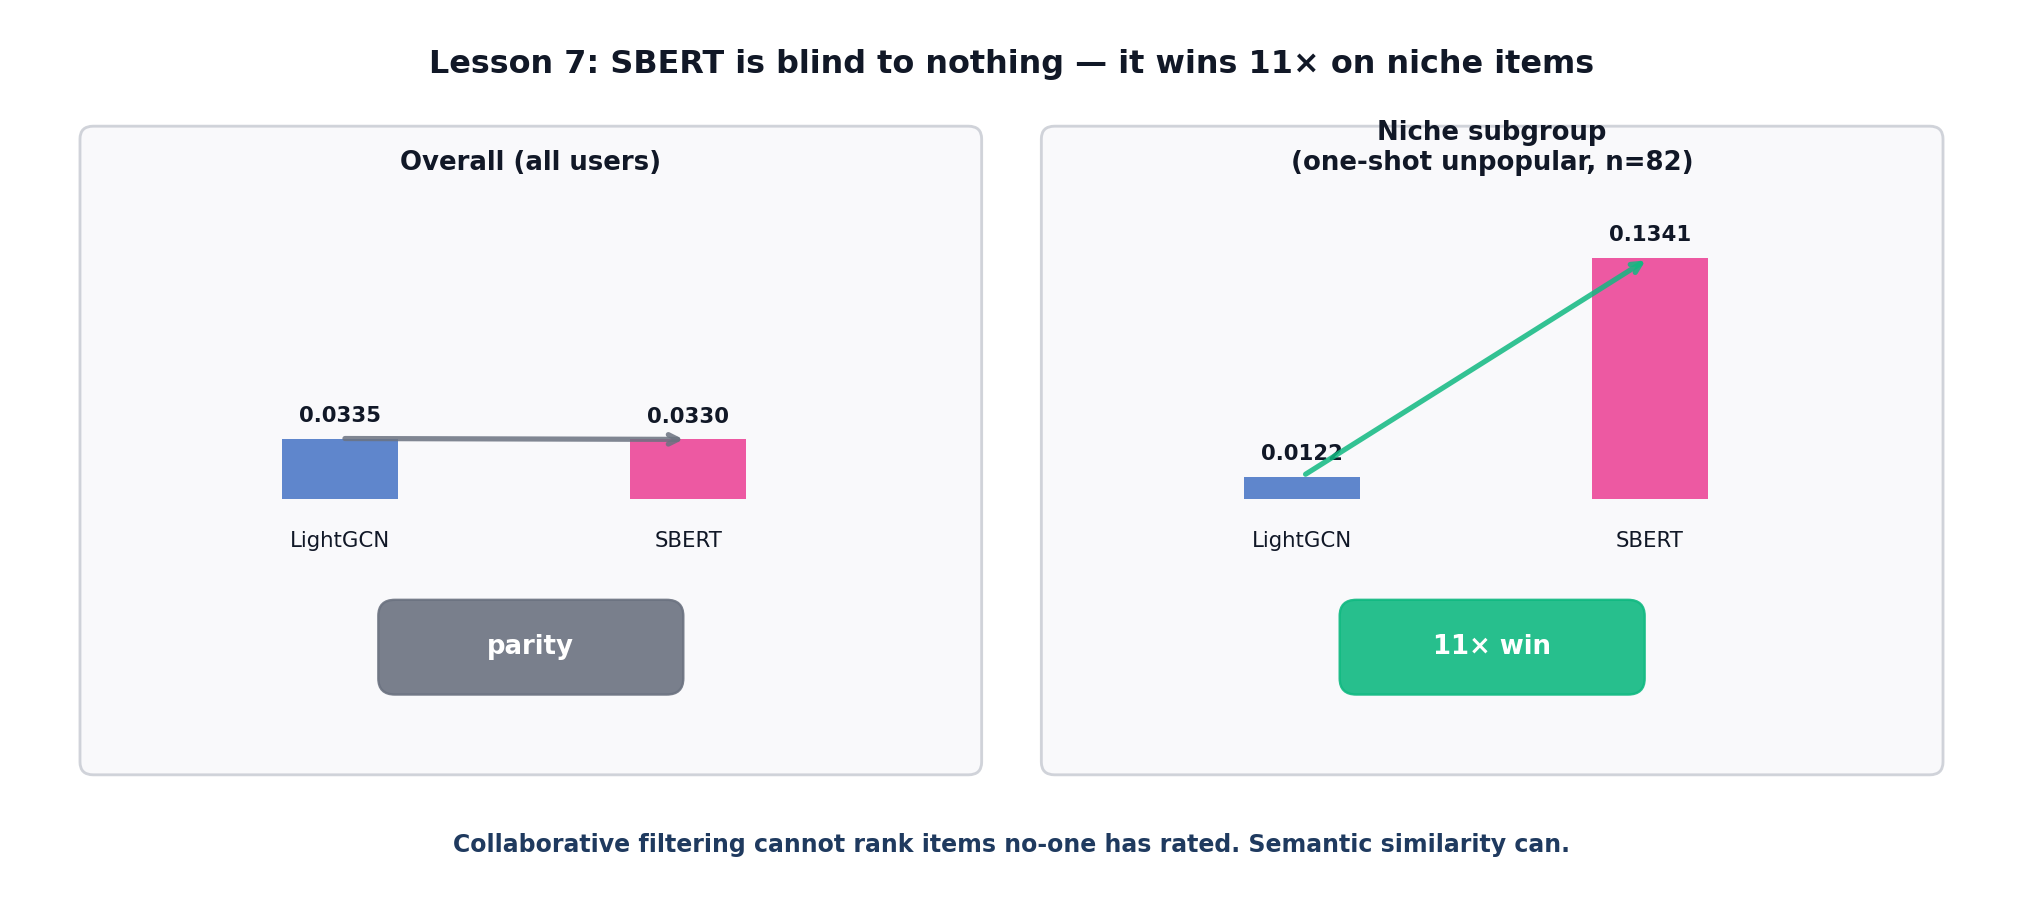 Lesson 7: SBERT is blind to nothing — it wins 11× on niche items
Overall (all users)
0.0335
0.0330
LightGCN
SBERT
parity
Niche subgroup
(one-shot unpopular, n=82)
0.1341
0.0122
LightGCN
SBERT
11× win
Collaborative filtering cannot rank items no-one has rated. Semantic similarity can.